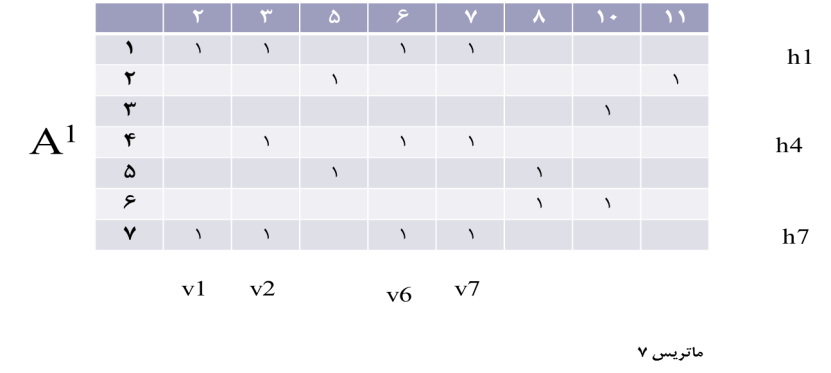 ۲ ۳ ۵ ۶ ۷ ۸ ۱۰ ۱۱
۱ ۱ ۱ ۱ ۱ h1
۲ ۱ ۱
۳ ۱
A1 ۴ ۱ ۱ ۱ h4
۵ ۱ ۱
۶ ۱ ۱
۷ ۱ ۱ ۱ ۱ h7
v1 v2 v6 v7
ماتریس ۷